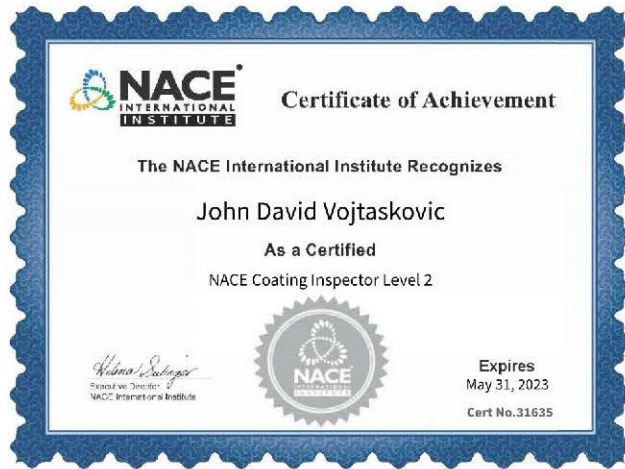 NACE
INTERNATIONAL
INSTITUTE
Certificate of Achievement
The NACE International Institute Recognizes
John David Vojtaskovic
As a Certified
NACE Coating Inspector Level 2
Executive Director
NACE International Institute
NACE
INTERNATIONAL
INSTITUTE
Expires
May 31, 2023
Cert No.31635